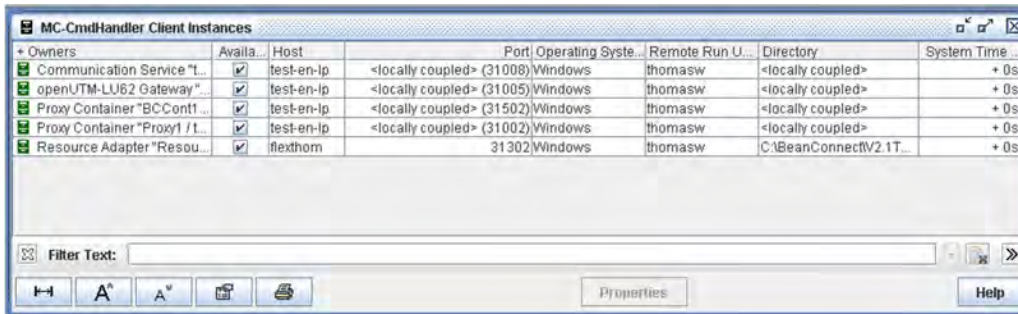 MC-CmdHandler Client Instances
+ Owners Availa... Host Port Operating Syste... Remote Run U... Directory System Time ...
Communication Service "t... test-en-lp <locally coupled> (31008) Windows thomasw <locally coupled> + 0s
openUTM-LU62 Gateway "... test-en-lp <locally coupled> (31005) Windows thomasw <locally coupled> + 0s
Proxy Container "BCCont1 ... test-en-lp <locally coupled> (31502) Windows thomasw <locally coupled> + 0s
Proxy Container "Proxy1 / t... test-en-lp <locally coupled> (31002) Windows thomasw <locally coupled> + 0s
Resource Adapter "Resou... flexthom 31302 Windows thomasw C:\BeanConnect\V2.1T... + 0s
Filter Text:
Properties Help